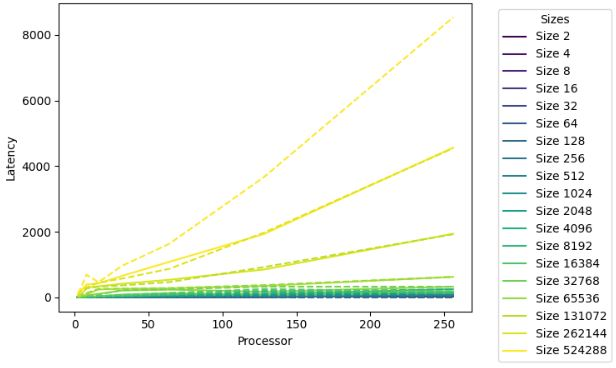 8000
6000
4000
2000
0
Latency
0
50
100
150
200
250
Processor
Sizes
Size 2
Size 4
Size 8
Size 16
Size 32
Size 64
Size 128
Size 256
Size 512
Size 1024
Size 2048
Size 4096
Size 8192
Size 16384
Size 32768
Size 65536
Size 131072
Size 262144
Size 524288